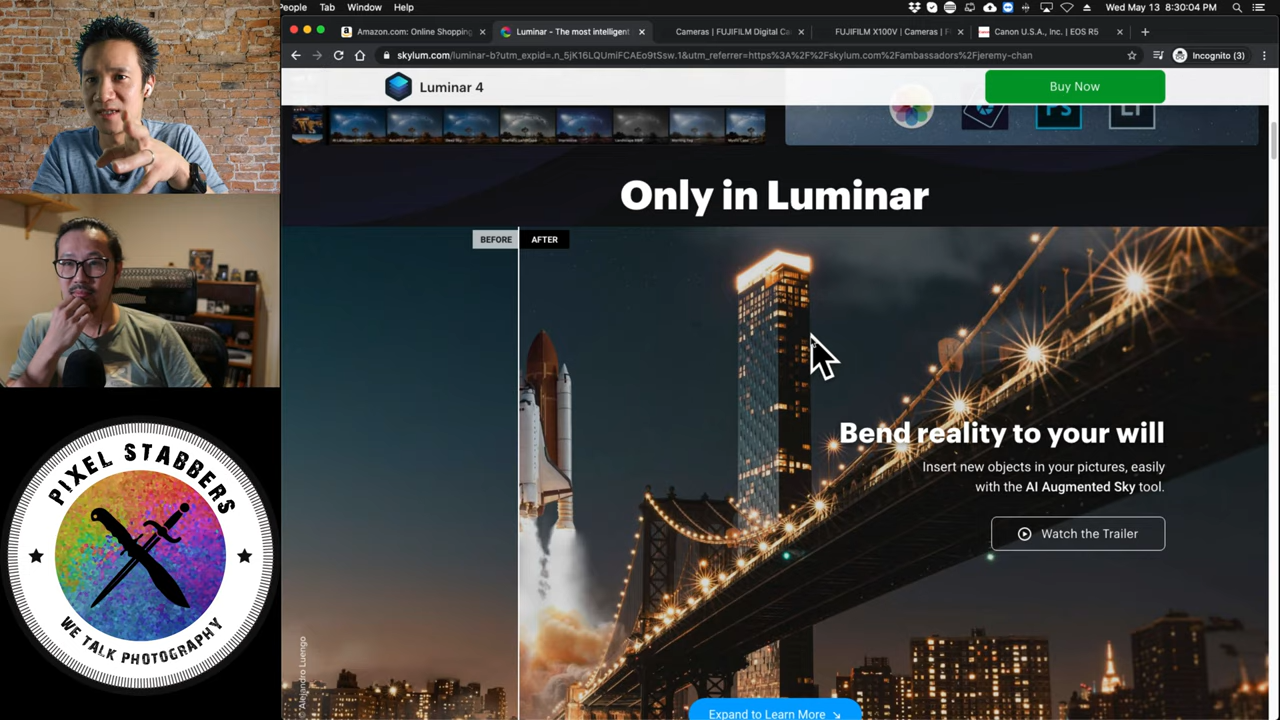 People Tab Window Help
Wed May 13 8:30:04 PM
Amazon.com: Online Shopping
Luminar - The most intelligent
Cameras | FUJIFILM Digital Ca
FUJIFILM X100V | Cameras | F
Canon U.S.A., Inc. | EOS R5
skylum.com/luminar-b?utm_expid=.n_5jK16LQUmiFCAEo9tSsw.1&utm_referrer=https%3A%2F%2Fskylum.com%2Fambassadors%2Fjeremy-chan
Incognito (3)
Luminar 4
Buy Now
Only in Luminar
BEFORE
AFTER
Bend reality to your will
Insert new objects in your pictures, easily
with the AI Augmented Sky tool.
Watch the Trailer
Expand to Learn More
© Alejandro Luengo
PIXEL STABBERS
WE TALK PHOTOGRAPHY